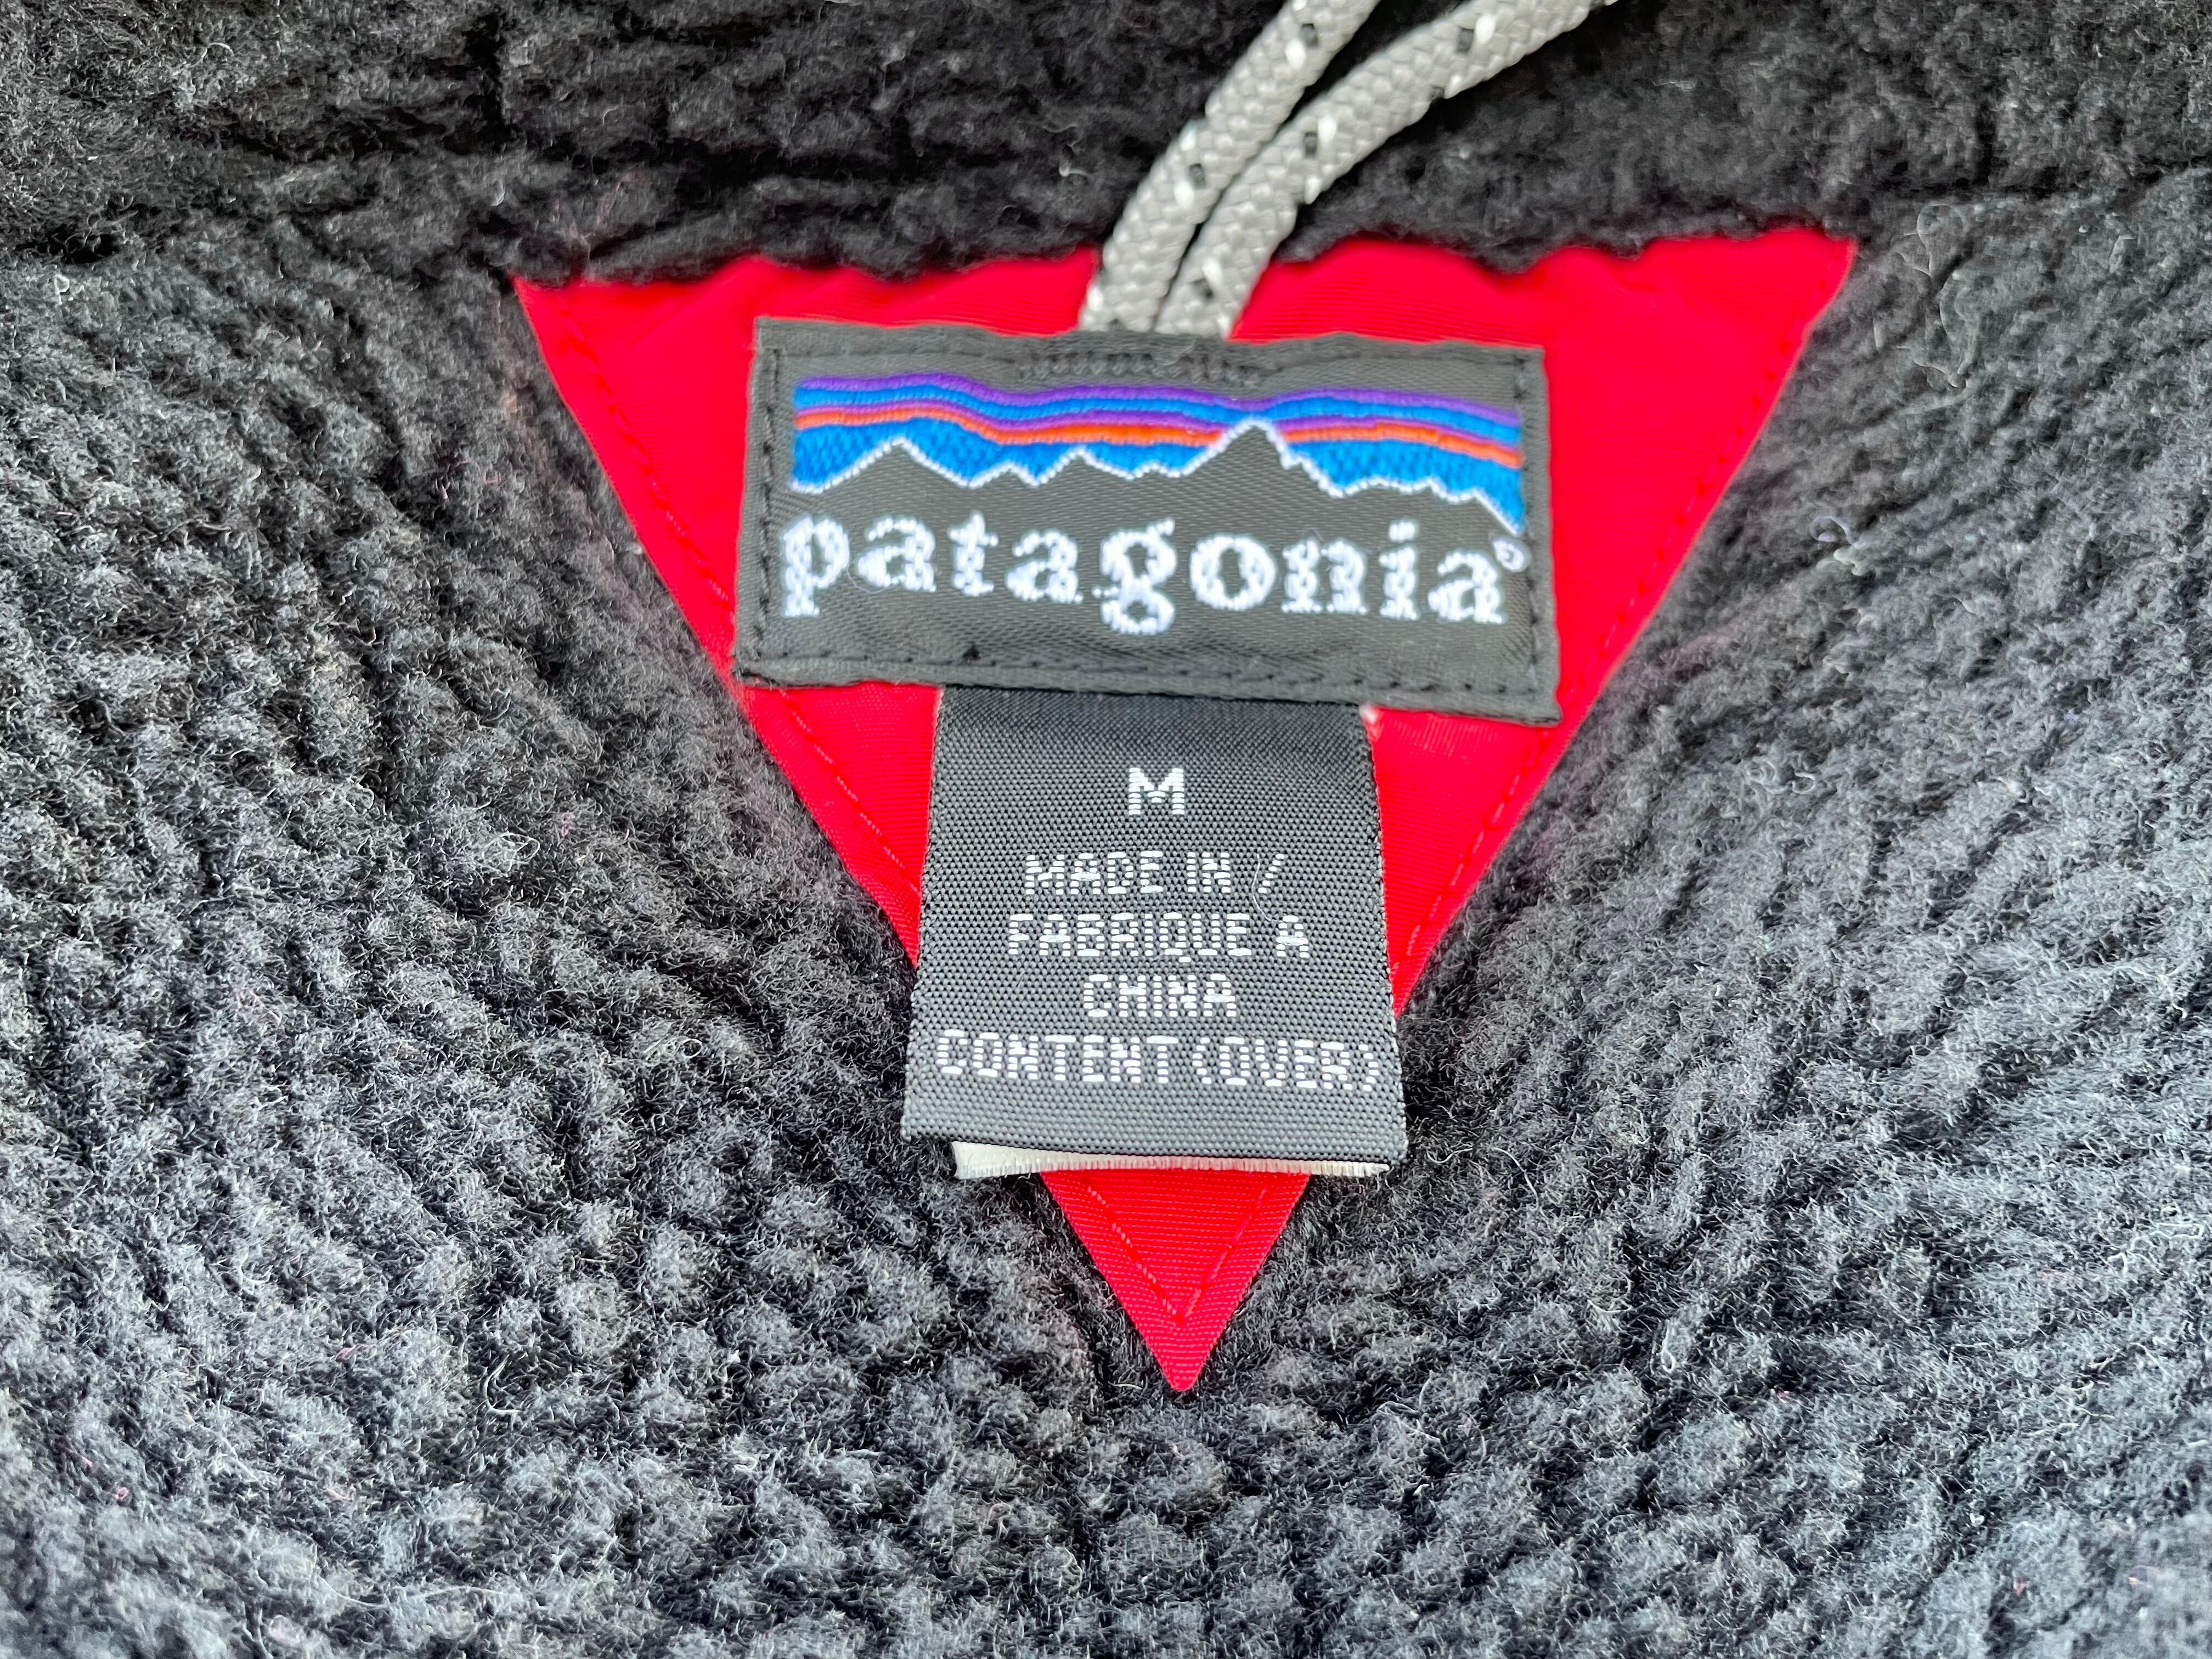 patagonia®
M
MADE IN /
FABRIQUE A
CHINA
CONTENT (OVER)